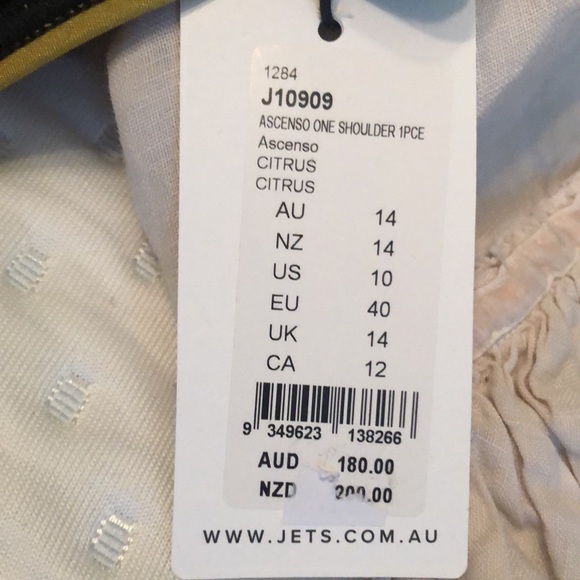 1284
J10909
ASCENSO ONE SHOULDER 1PCE
Ascenso
CITRUS
CITRUS
AU 14
NZ 14
US 10
EU 40
UK 14
CA 12
9 349623 138266
AUD 180.00
NZD 200.00
WWW.JETS.COM.AU